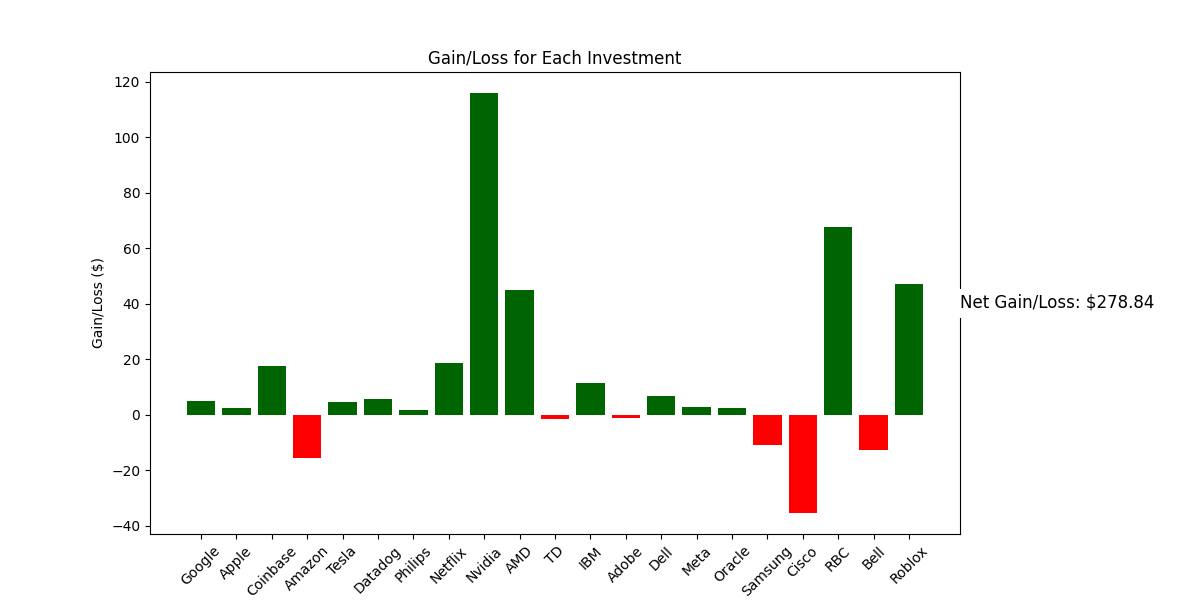 Gain/Loss for Each Investment
Gain/Loss ($)
120
100
80
60
40
20
0
−20
−40
Net Gain/Loss: $278.84
Google
Apple
Coinbase
Amazon
Tesla
Datadog
Philips
Netflix
Nvidia
AMD
TD
IBM
Adobe
Dell
Meta
Oracle
Samsung
Cisco
RBC
Bell
Roblox